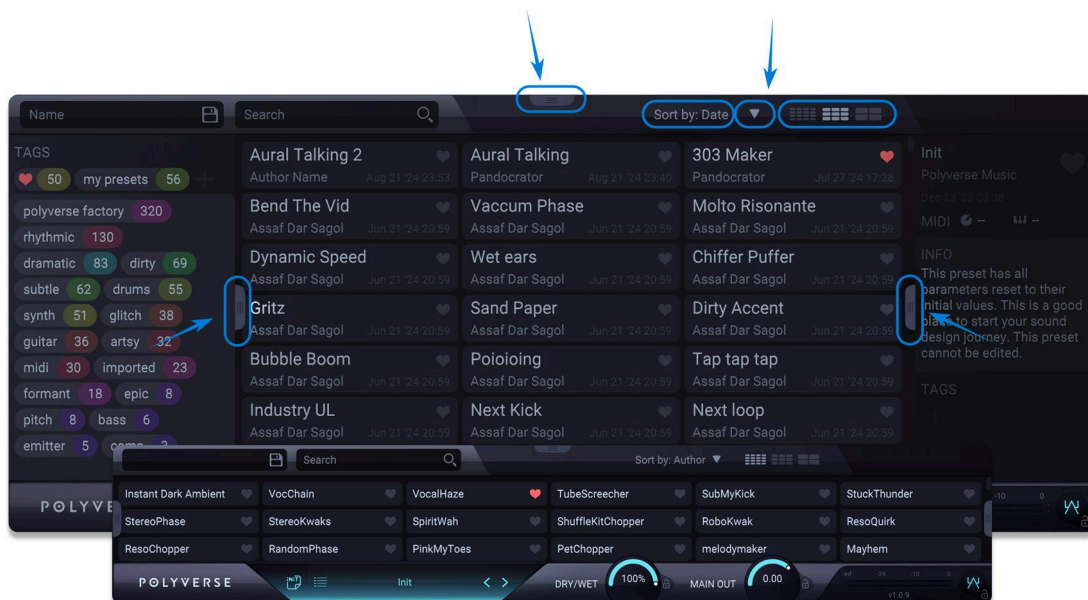 Name
Search
Sort by: Date
TAGS
50 my presets 56
polyverse factory 320
rhythmic 130
dramatic 83 dirty 69
subtle 62 drums 55
synth 51 glitch 38
guitar 36 artsy 32
midi 30 imported 23
formant 18 epic 8
pitch 8 bass 6
emitter 5 comp 3
Aural Talking 2
Author Name Aug 21 '24 23:53
Aural Talking
Pandocrator Aug 21 '24 23:40
303 Maker
Pandocrator Jul 27 '24 17:28
Bend The Vid
Assaf Dar Sagol Jun 21 '24 20:59
Vaccum Phase
Assaf Dar Sagol Jun 21 '24 20:59
Molto Risonante
Assaf Dar Sagol Jun 21 '24 20:59
Dynamic Speed
Assaf Dar Sagol Jun 21 '24 20:59
Wet ears
Assaf Dar Sagol Jun 21 '24 20:59
Chiffer Puffer
Assaf Dar Sagol Jun 21 '24 20:59
Gritz
Assaf Dar Sagol Jun 21 '24 20:59
Sand Paper
Assaf Dar Sagol Jun 21 '24 20:59
Dirty Accent
Assaf Dar Sagol Jun 21 '24 20:59
Bubble Boom
Assaf Dar Sagol Jun 21 '24 20:59
Poioioing
Assaf Dar Sagol Jun 21 '24 20:59
Tap tap tap
Assaf Dar Sagol Jun 21 '24 20:59
Industry UL
Assaf Dar Sagol Jun 21 '24 20:59
Next Kick
Assaf Dar Sagol Jun 21 '24 20:59
Next loop
Assaf Dar Sagol Jun 21 '24 20:59
Init
Polyverse Music
Dec 23 '23 03:38
MIDI -- --
INFO
This preset has all
parameters reset to their
initial values. This is a good
place to start your sound
design journey. This preset
cannot be edited.
TAGS
POLYVE
-10 0
Search
Sort by: Author
Instant Dark Ambient VocChain VocalHaze TubeScreecher SubMyKick StuckThunder
StereoPhase StereoKwaks SpiritWah ShuffleKitChopper RoboKwak ResoQuirk
ResoChopper RandomPhase PinkMyToes PetChopper melodymaker Mayhem
POLYVERSE
Init
< >
DRY/WET 100%
MAIN OUT 0.00
-inf -24 -10 0
v1.0.9